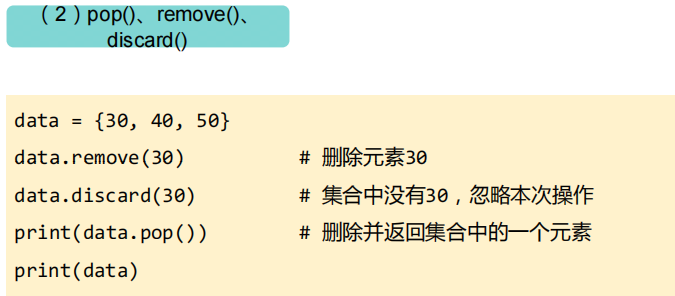 （2）pop()、remove()、
discard()
data = {30, 40, 50}
data.remove(30) # 删除元素30
data.discard(30) # 集合中没有30，忽略本次操作
print(data.pop()) # 删除并返回集合中的一个元素
print(data)